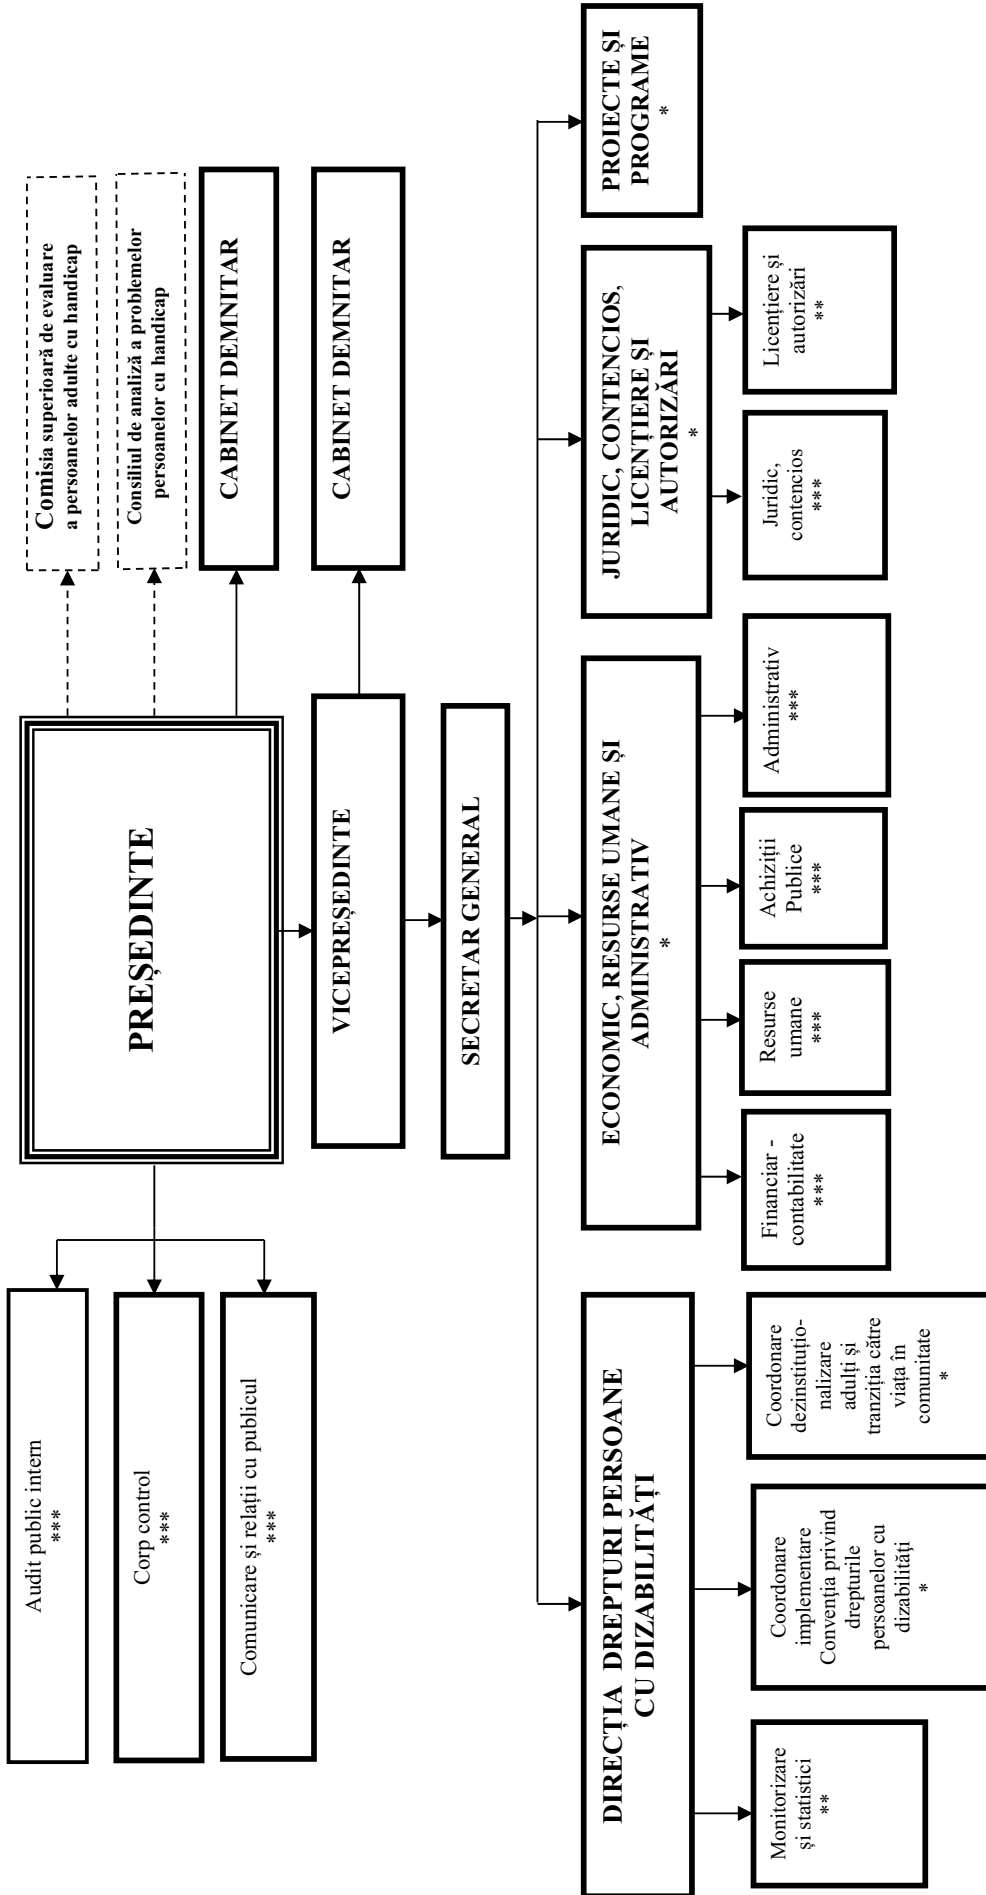 Audit public intern
***
Corp control
***
Comunicare și relații cu publicul
***
PREȘEDINTE
Comisia superioară de evaluare
a persoanelor adulte cu handicap
Consiliul de analiză a problemelor
persoanelor cu handicap
CABINET DEMNITAR
VICEPREȘEDINTE
CABINET DEMNITAR
SECRETAR GENERAL
DIRECȚIA DREPTURI PERSOANE
CU DIZABILITĂȚI
ECONOMIC, RESURSE UMANE ȘI
ADMINISTRATIV
*
JURIDIC, CONTENCIOS,
LICENȚIERE ȘI
AUTORIZĂRI
*
PROIECTE ȘI
PROGRAME
*
Monitorizare
și statistici
**
Coordonare
implementare
Convenția privind
drepturile
persoanelor cu
dizabilități
*
Coordonare
dezinstituțio-
nalizare
adulți și
tranziția către
viața în
comunitate
*
Financiar -
contabilitate
***
Resurse
umane
***
Achiziții
Publice
***
Administrativ
***
Juridic,
contencios
***
Licențiere și
autorizări
**